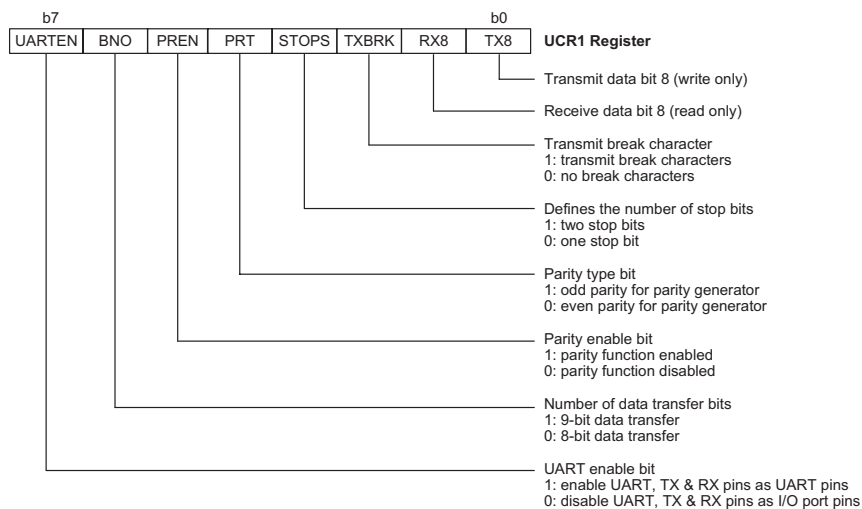 b7 b0
UARTEN BNO PREN PRT STOPS TXBRK RX8 TX8 UCR1 Register
Transmit data bit 8 (write only)
Receive data bit 8 (read only)
Transmit break character
1: transmit break characters
0: no break characters
Defines the number of stop bits
1: two stop bits
0: one stop bit
Parity type bit
1: odd parity for parity generator
0: even parity for parity generator
Parity enable bit
1: parity function enabled
0: parity function disabled
Number of data transfer bits
1: 9-bit data transfer
0: 8-bit data transfer
UART enable bit
1: enable UART, TX & RX pins as UART pins
0: disable UART, TX & RX pins as I/O port pins